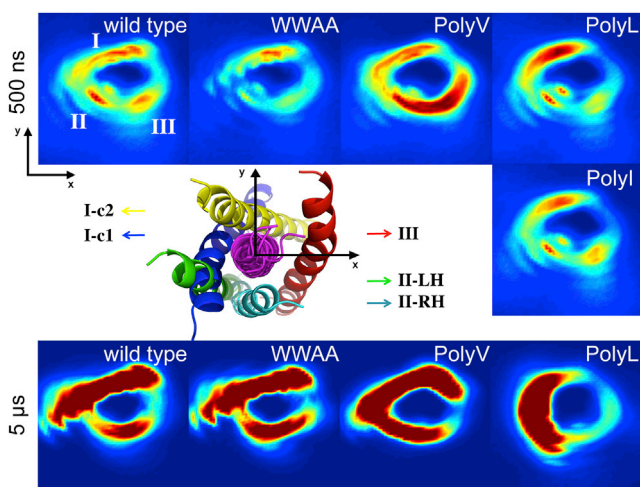 wild type WWAA PolyV PolyL
500 ns
I
II
III
y
x
PolyI
y
x
I-c2
I-c1
III
II-LH
II-RH
wild type WWAA PolyV PolyL
5 µs